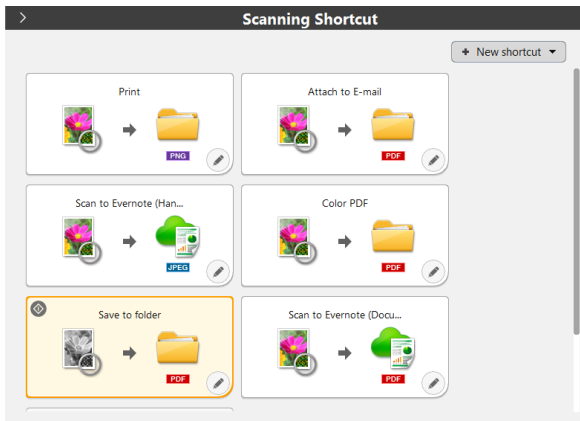 Scanning Shortcut
+ New shortcut
Print
PNG
Attach to E-mail
PDF
Scan to Evernote (Han...
JPEG
Color PDF
PDF
Save to folder
PDF
Scan to Evernote (Docu...
PDF